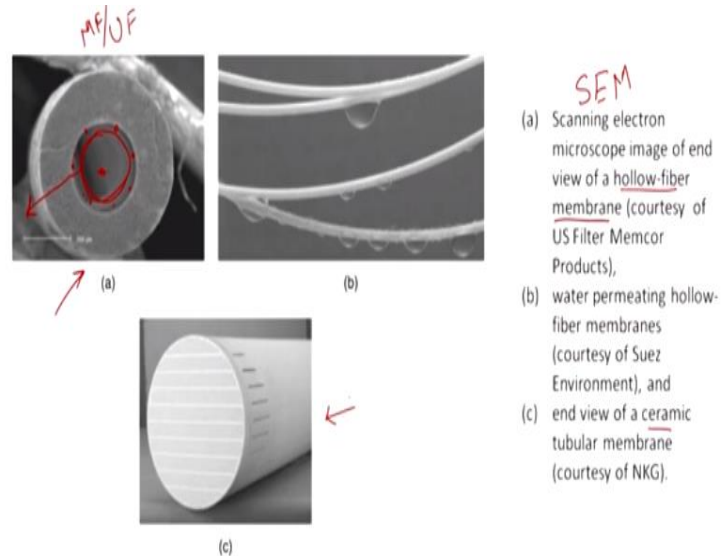 MF/UF
SEM
(a) Scanning electron
microscope image of end
view of a hollow-fiber
membrane (courtesy of
US Filter Memcor
Products),
(b) water permeating hollow-
fiber membranes
(courtesy of Suez
Environment), and
(c) end view of a ceramic
tubular membrane
(courtesy of NKG).
(a)
(b)
(c)